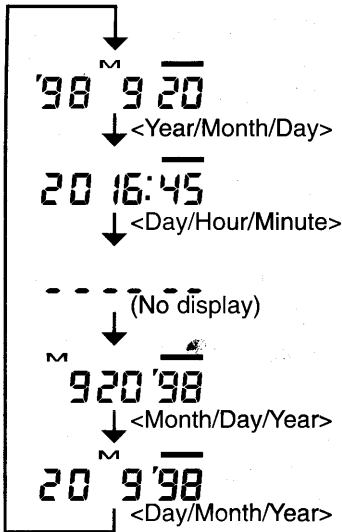 M
'98 9 20
<Year/Month/Day>
20 16:45
<Day/Hour/Minute>
- - - - - -
(No display)
M
9 20 '98
<Month/Day/Year>
M
20 9 '98
<Day/Month/Year>